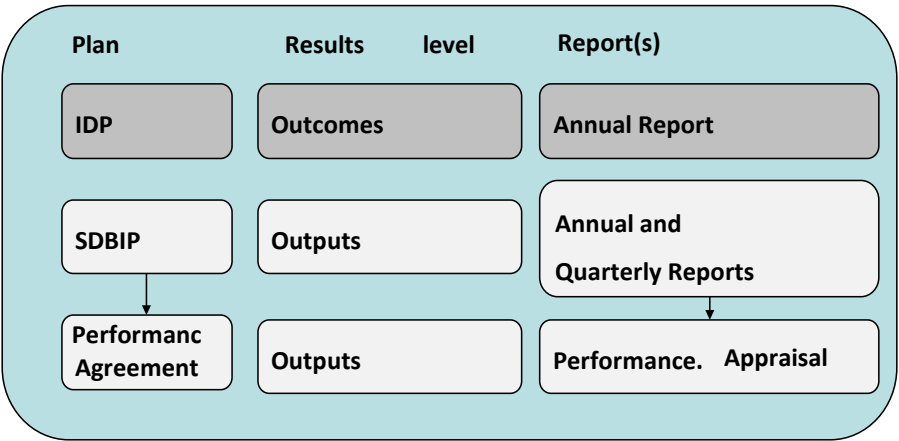 Plan Results level Report(s)
IDP Outcomes Annual Report
SDBIP Outputs Annual and
Quarterly Reports
Performanc
Agreement Outputs Performance. Appraisal